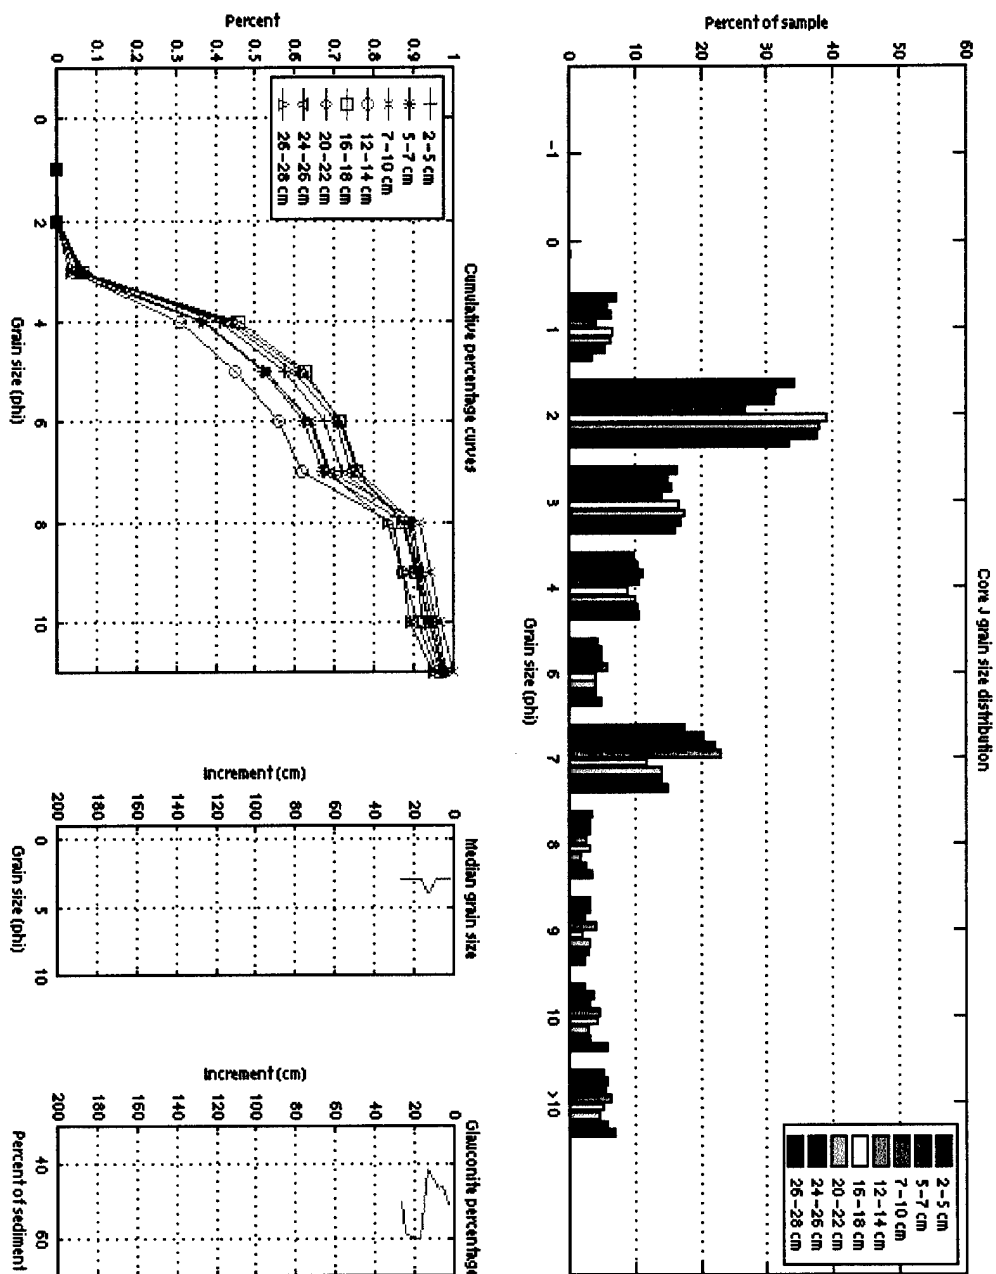 Core J grain size distribution
Percent of sample
60
50
40
30
20
10
0
-1
0
1
2
3
4
6
7
8
9
10
>10
Grain size (phi)
2-5 cm
5-7 cm
7-10 cm
12-14 cm
16-18 cm
20-22 cm
24-26 cm
26-28 cm
Cumulative percentage curves
Percent
1
0.9
0.8
0.7
0.6
0.5
0.4
0.3
0.2
0.1
0
0
2
4
6
8
10
Grain size (phi)
2-5 cm
5-7 cm
7-10 cm
12-14 cm
16-18 cm
20-22 cm
24-26 cm
26-28 cm
Median grain size
Increment (cm)
0
20
40
60
80
100
120
140
160
180
200
0
5
10
Grain size (phi)
Glauconite percentage
Increment (cm)
0
20
40
60
80
100
120
140
160
180
200
40
60
Percent of sediment